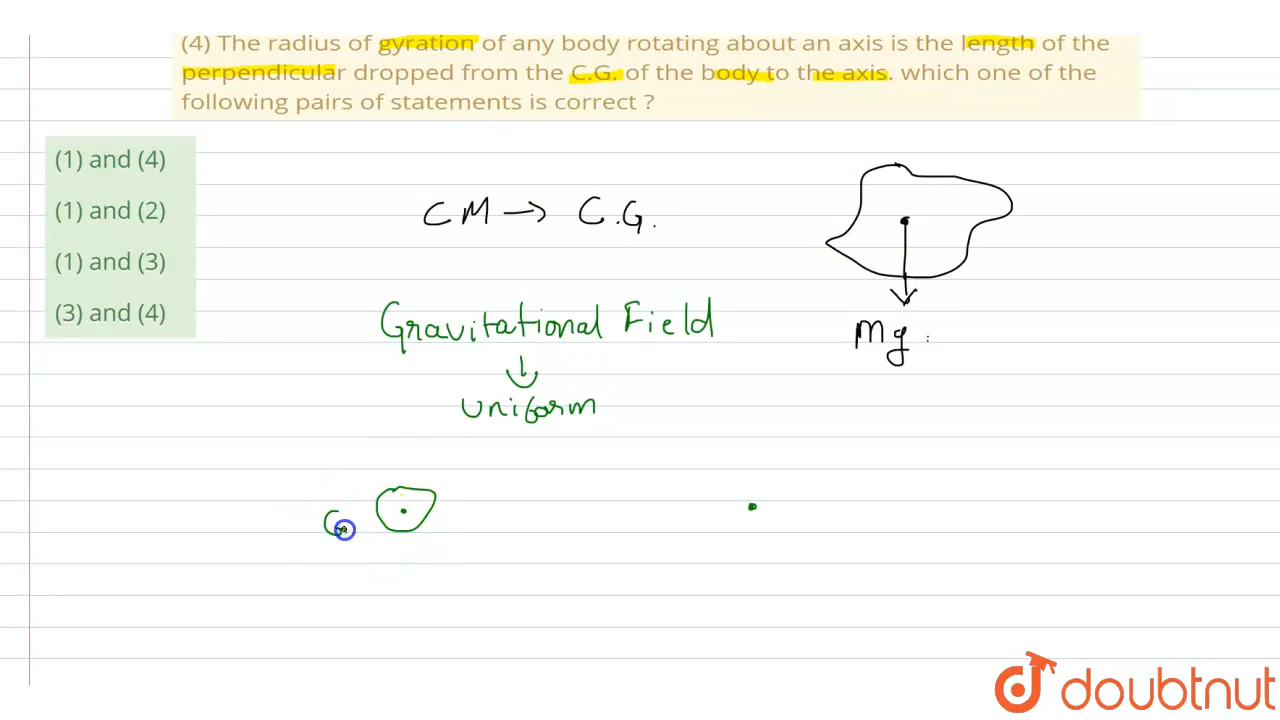 (4) The radius of gyration of any body rotating about an axis is the length of the
perpendicular dropped from the C.G. of the body to the axis. which one of the
following pairs of statements is correct ?
(1) and (4)
(1) and (2)
(1) and (3)
(3) and (4)
CM → C.G.
Mg
Gravitational Field
Uniform
G
doubtnut